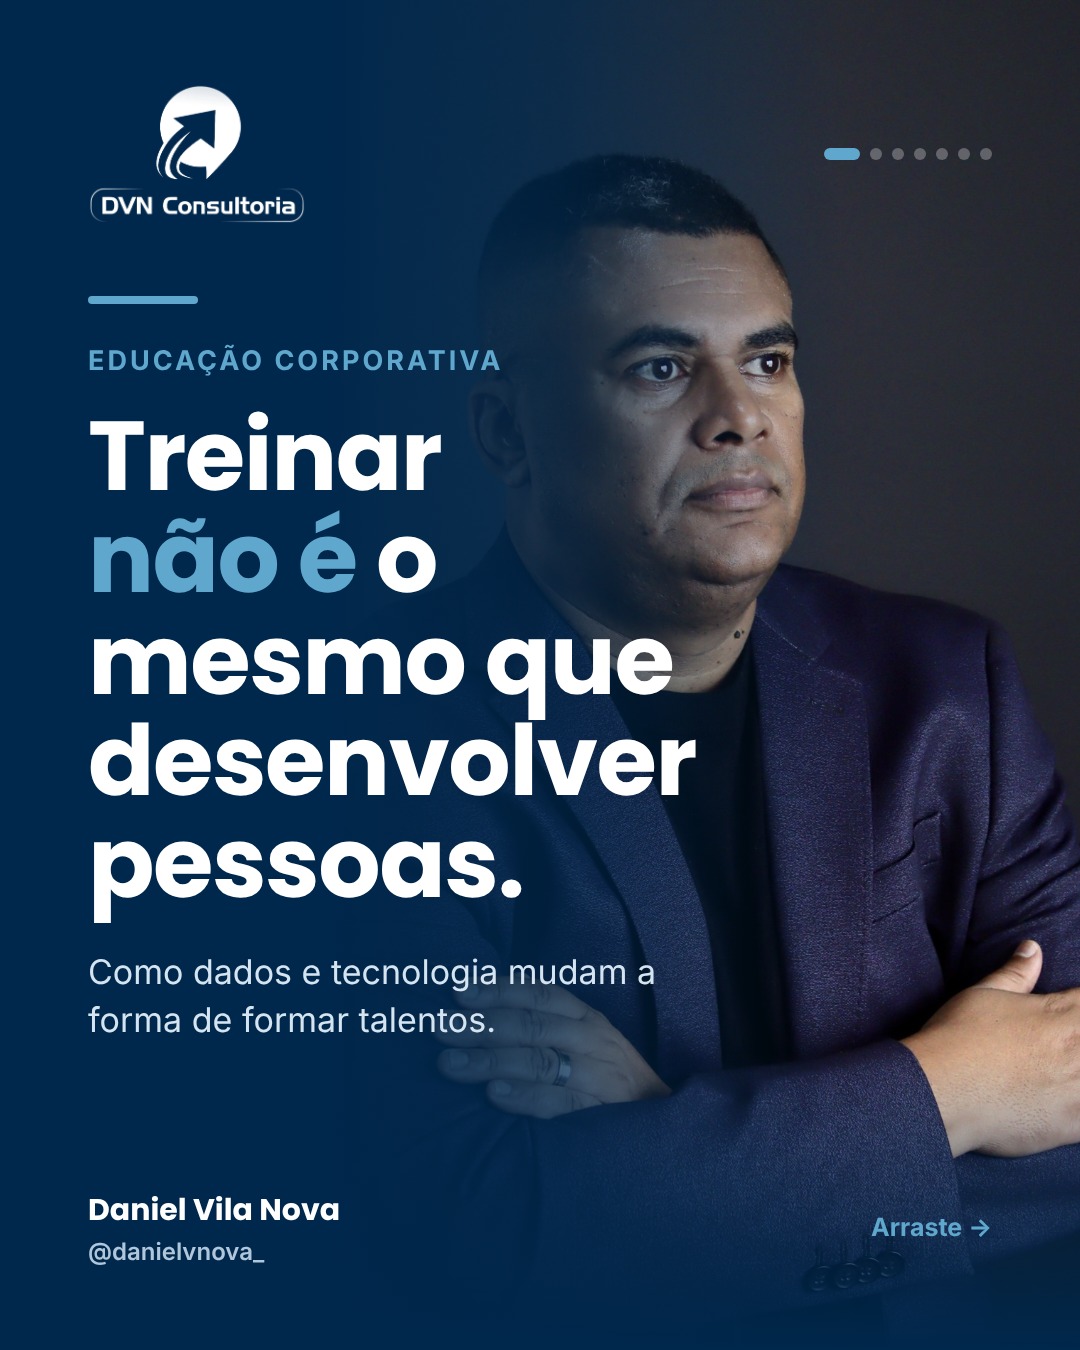 DVN Consultoria
EDUCAÇÃO CORPORATIVA
Treinar
não é o
mesmo que
desenvolver
pessoas.
Como dados e tecnologia mudam a
forma de formar talentos.
Daniel Vila Nova
@danielvnova_
Arraste →